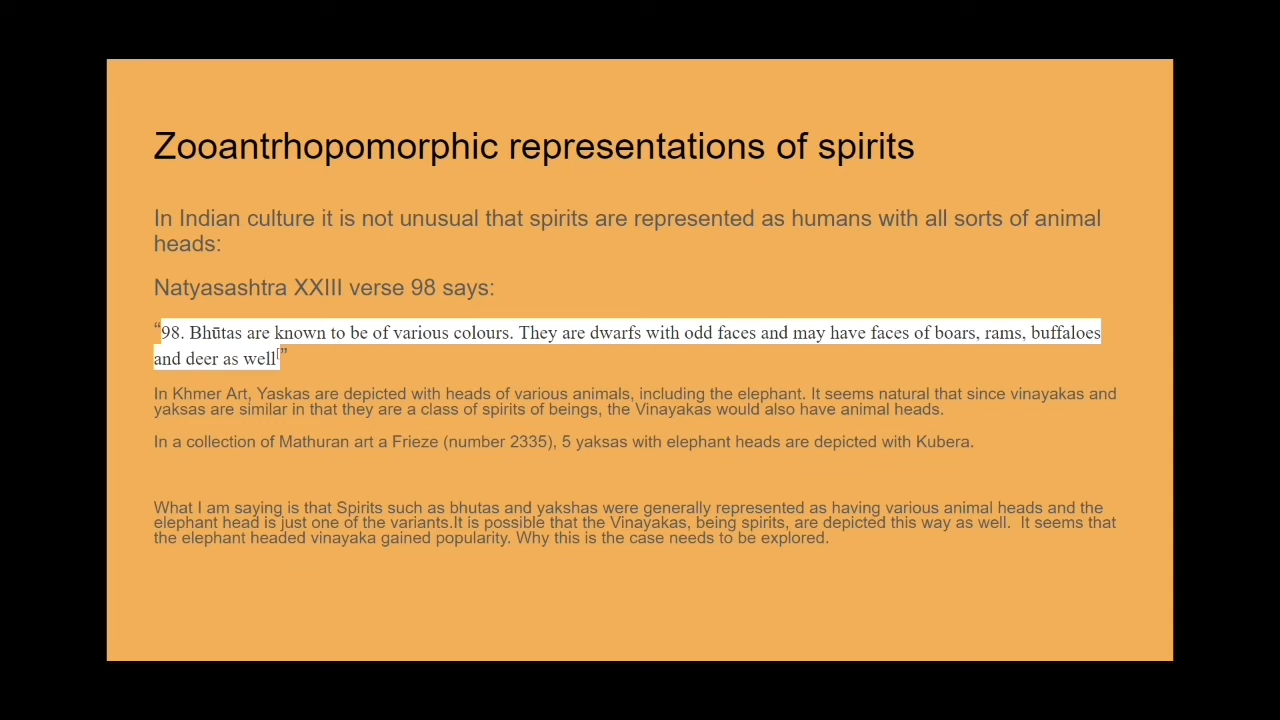 Zooantrhopomorphic representations of spirits
In Indian culture it is not unusual that spirits are represented as humans with all sorts of animal
heads:
Natyasashtra XXIII verse 98 says:
“98. Bhūtas are known to be of various colours. They are dwarfs with odd faces and may have faces of boars, rams, buffaloes
and deer as well[”
In Khmer Art, Yaskas are depicted with heads of various animals, including the elephant. It seems natural that since vinayakas and
yaksas are similar in that they are a class of spirits of beings, the Vinayakas would also have animal heads.
In a collection of Mathuran art a Frieze (number 2335), 5 yaksas with elephant heads are depicted with Kubera.
What I am saying is that Spirits such as bhutas and yakshas were generally represented as having various animal heads and the
elephant head is just one of the variants.It is possible that the Vinayakas, being spirits, are depicted this way as well. It seems that
the elephant headed vinayaka gained popularity. Why this is the case needs to be explored.